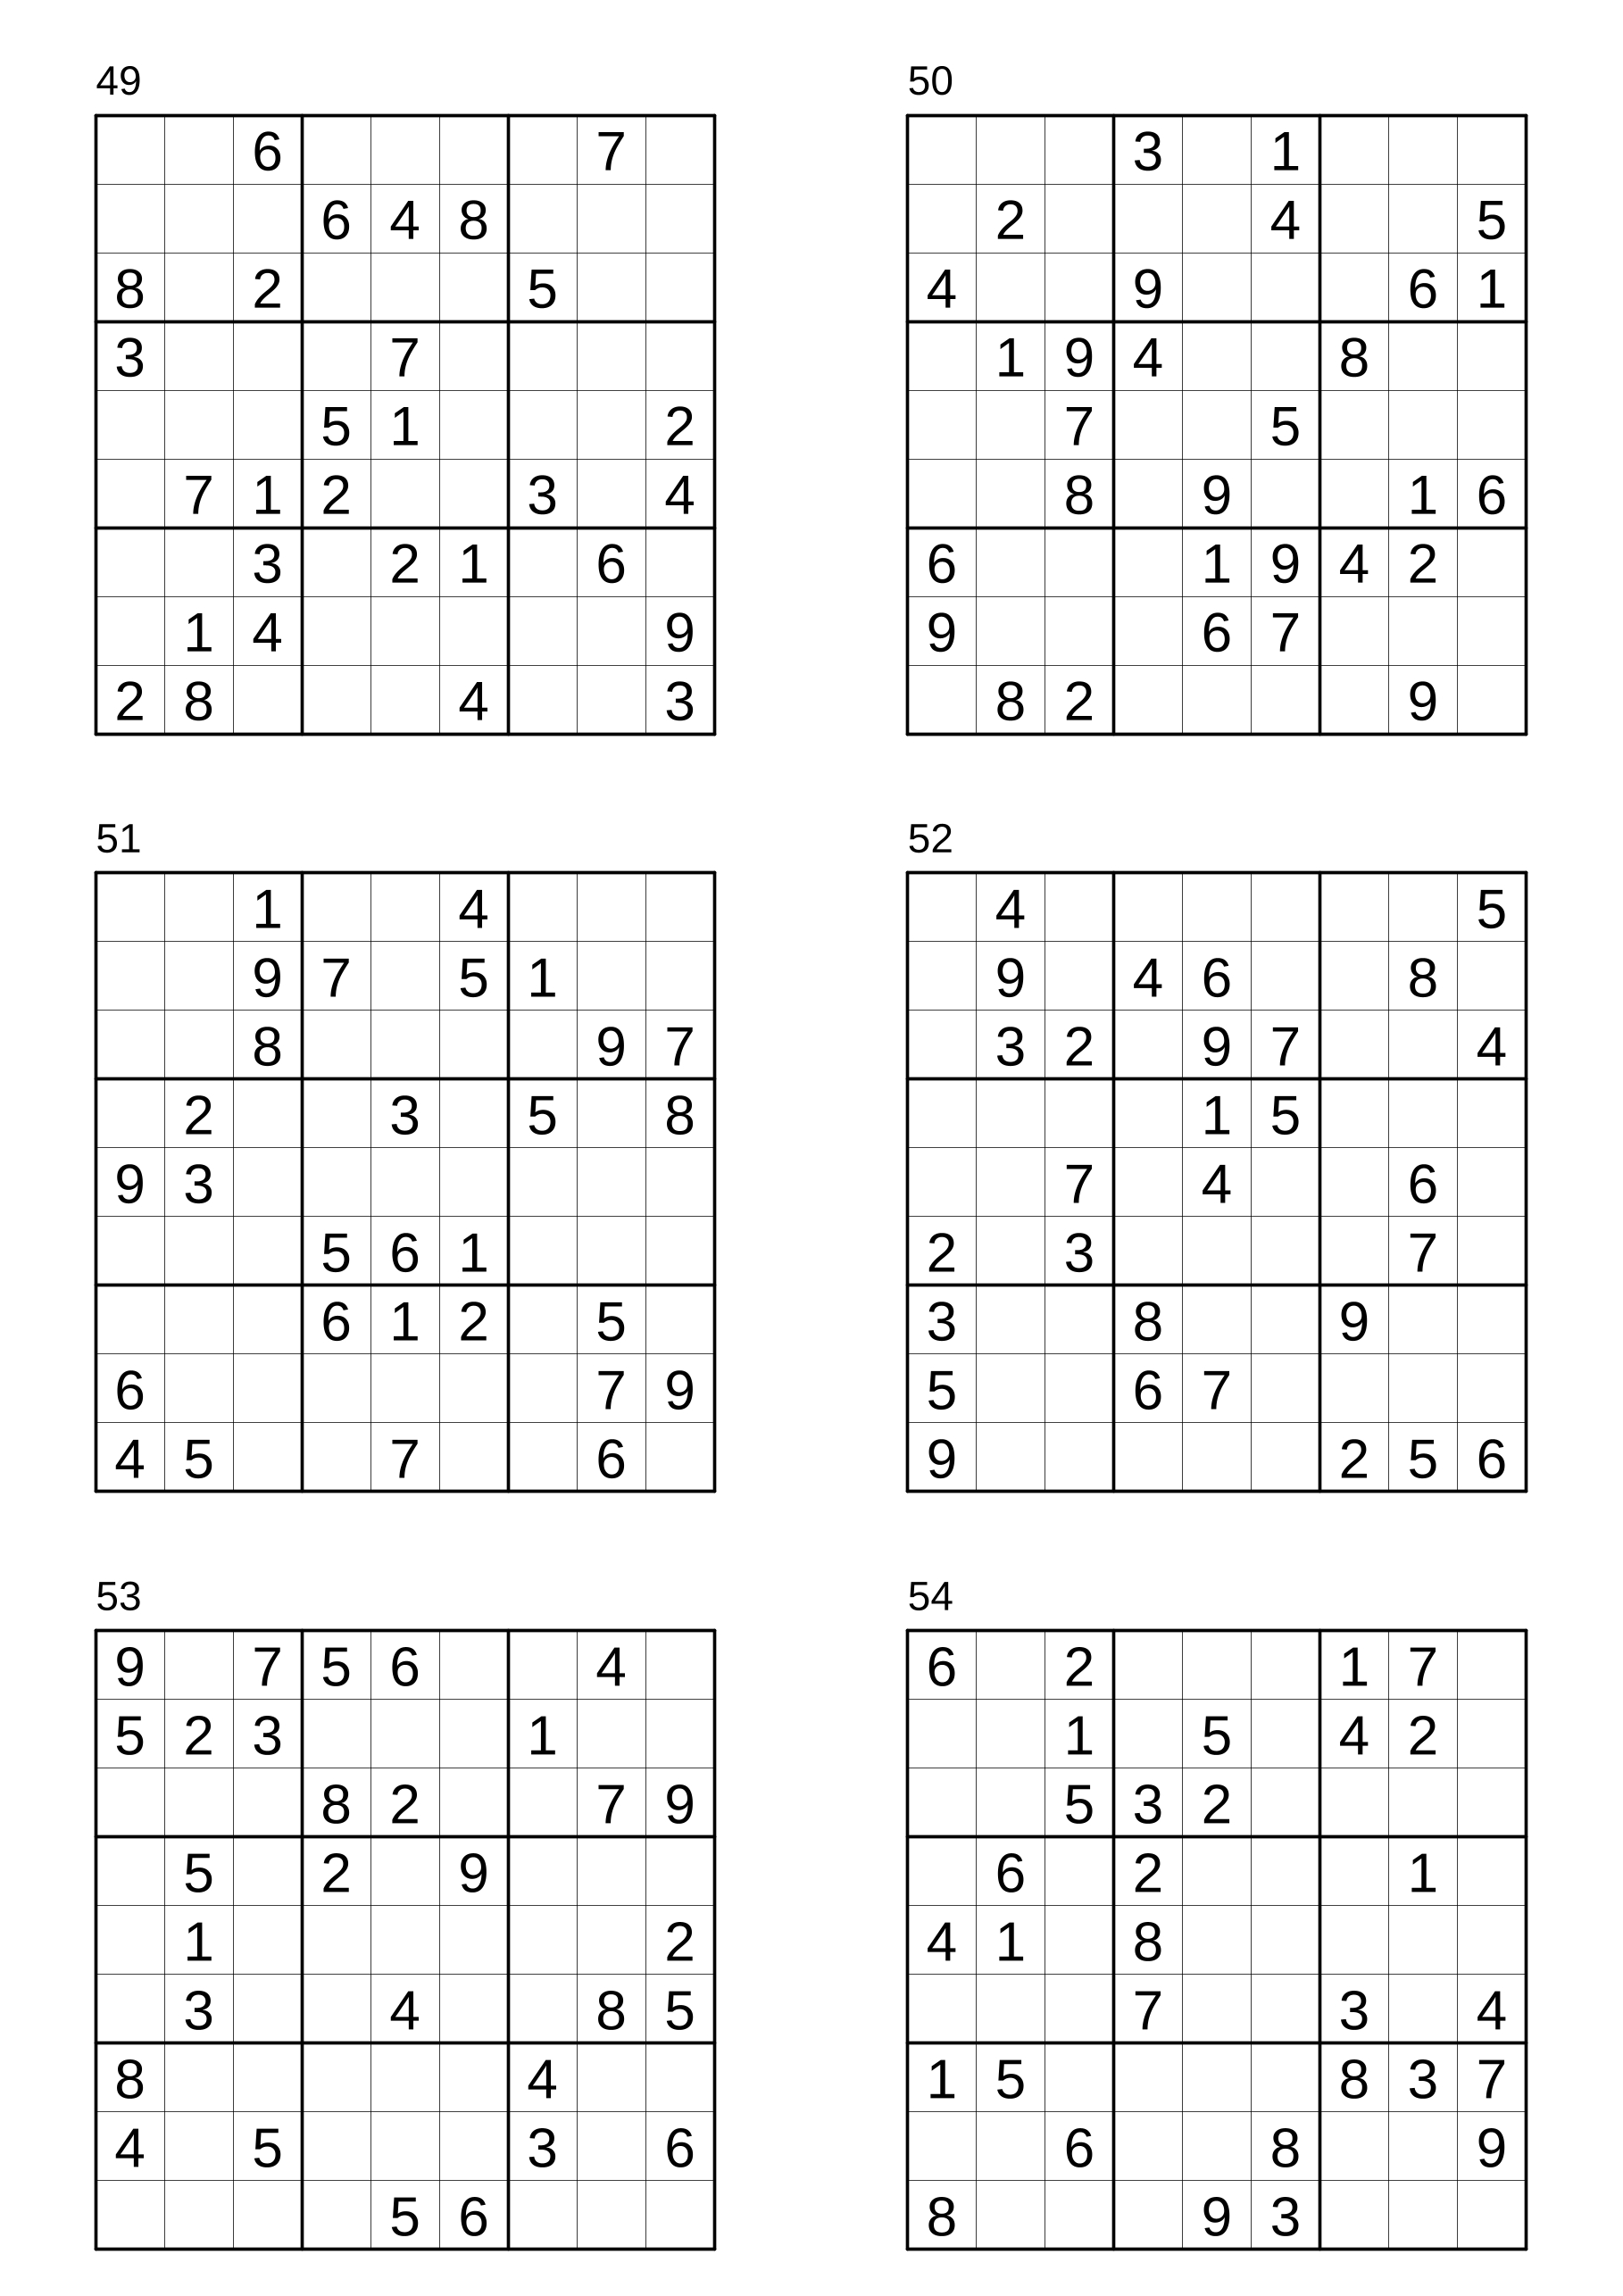 49
6 7
6 4 8
8 2 5
3 7
5 1 2
7 1 2 3 4
3 2 1 6
1 4 9
2 8 4 3
50
3 1
2 4 5
4 9 6 1
1 9 4 8
7 5
8 9 1 6
6 1 9 4 2
9 6 7
8 2 9
51
1 4
9 7 5 1
8 9 7
2 3 5 8
9 3
5 6 1
6 1 2 5
6 7 9
4 5 7 6
52
4 5
9 4 6 8
3 2 9 7 4
1 5
7 4 6
2 3 7
3 8 9
5 6 7
9 2 5 6
53
9 7 5 6 4
5 2 3 1
8 2 7 9
5 2 9
1 2
3 4 8 5
8 4
4 5 3 6
5 6
54
6 2 1 7
1 5 4 2
5 3 2
6 2 1
4 1 8
7 3 4
1 5 8 3 7
6 8 9
8 9 3